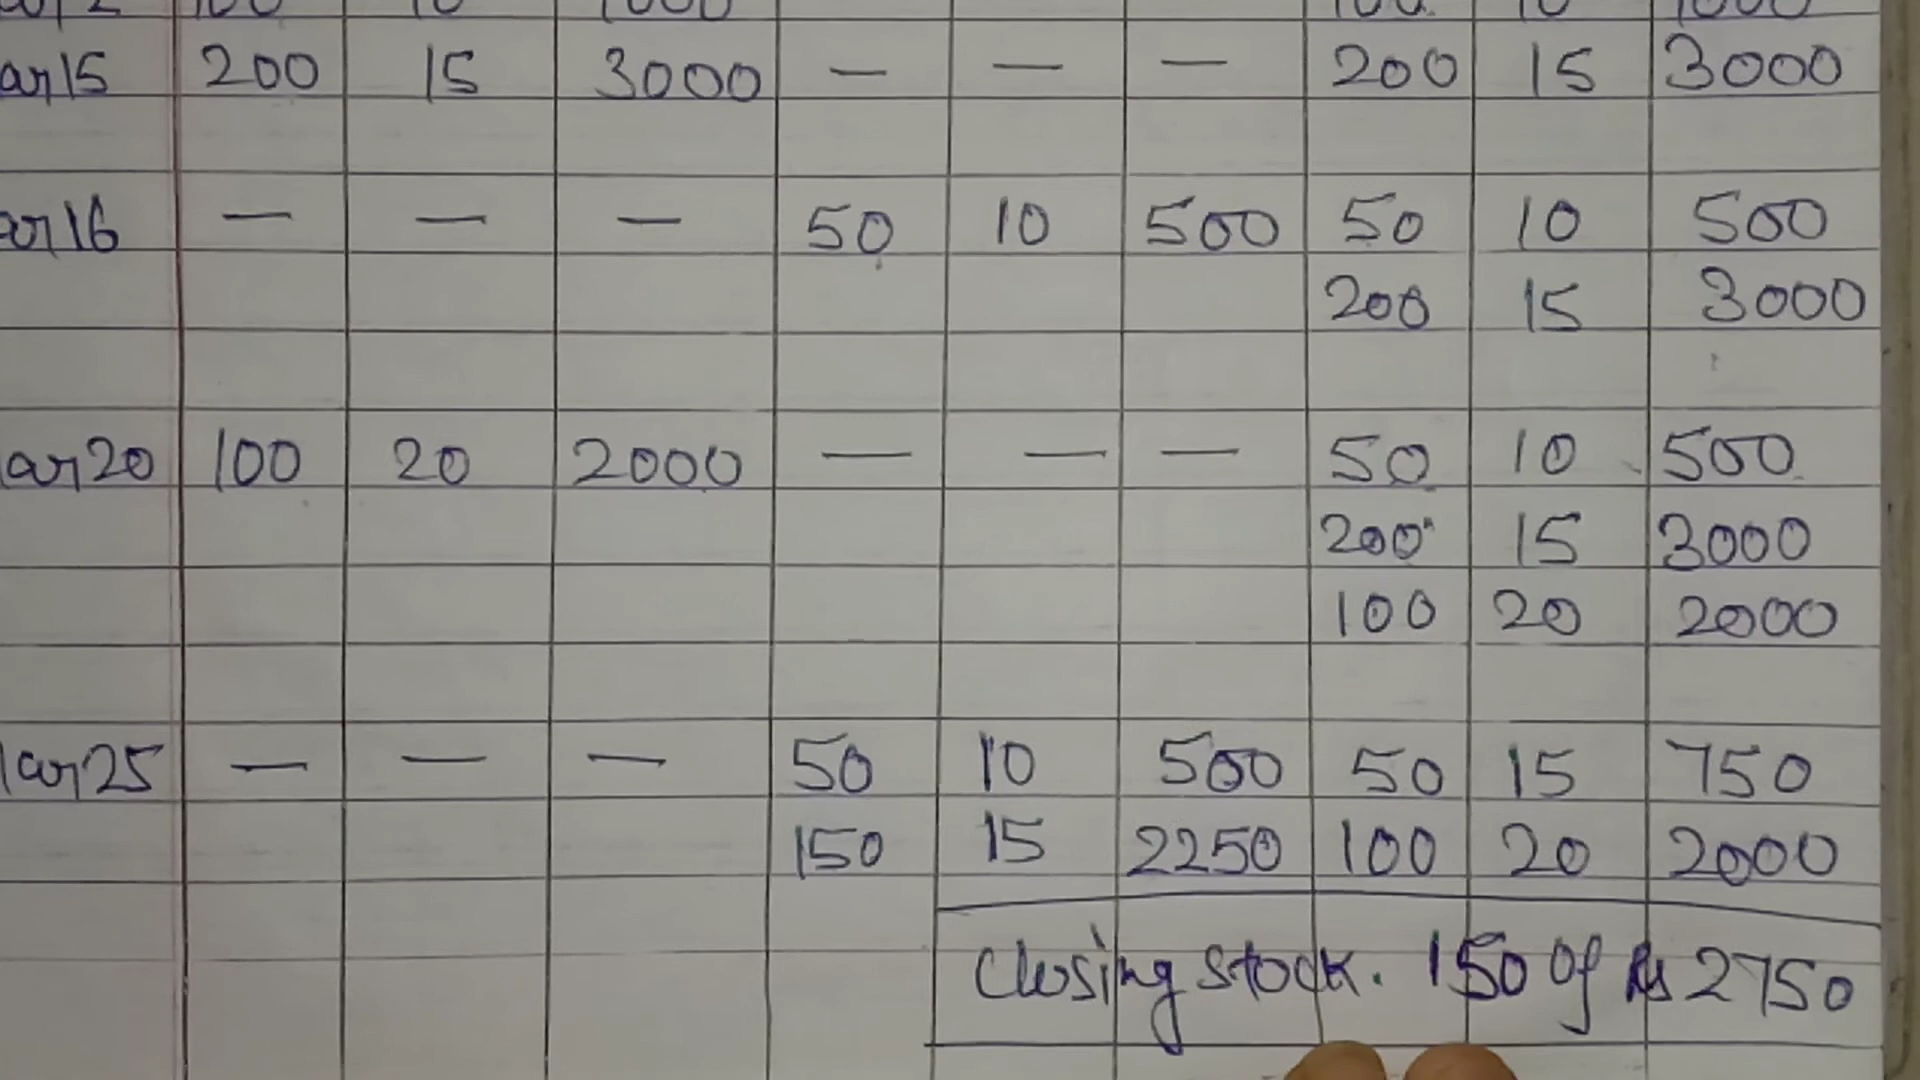 ar15 200 15 3000 — — — 200 15 3000
ar16 — — — 50 10 500 50 10 500
200 15 3000
ar20 100 20 2000 — — — 50 10 500
200 15 3000
100 20 2000
ar25 — — — 50 10 500 50 15 750
150 15 2250 100 20 2000
Closing stock. 150 of Rs 2750